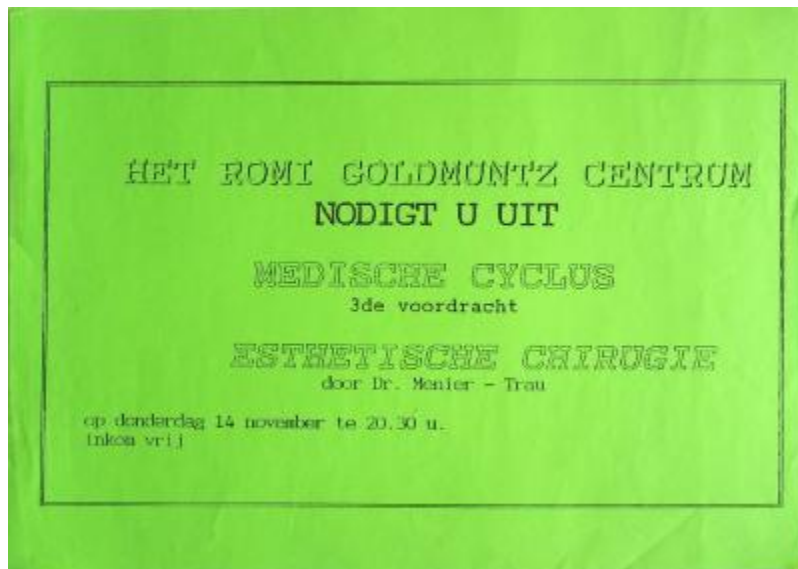 HET ROMI GOLDMUNTZ CENTRUM
NODIGT U UIT
MEDISCHE CYCLUS
3de voordracht
ESTHETISCHE CHIRUGIE
door Dr. Menier - Trau
op donderdag 14 november te 20.30 u.
inkom vrij